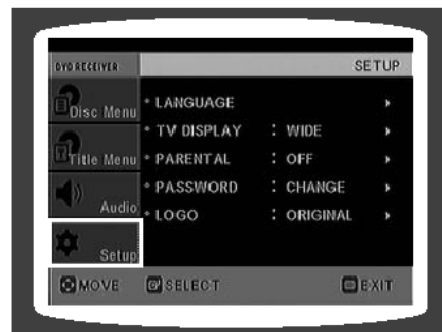 DVD RECEIVER SETUP
Disc Menu
Title Menu
Audio
Setup
• LANGUAGE
• TV DISPLAY : WIDE
• PARENTAL : OFF
• PASSWORD : CHANGE
• LOGO : ORIGINAL
MOVE SELECT EXIT